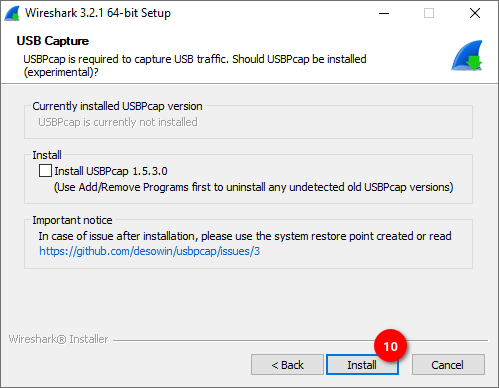 Wireshark 3.2.1 64-bit Setup
USB Capture
USBPcap is required to capture USB traffic. Should USBPcap be installed
(experimental)?
Currently installed USBPcap version
USBPcap is currently not installed
Install
Install USBPcap 1.5.3.0
(Use Add/Remove Programs first to uninstall any undetected old USBPcap versions)
Important notice
In case of issue after installation, please use the system restore point created or read
https://github.com/desowin/usbpcap/issues/3
Wireshark® Installer
10
< Back Install Cancel